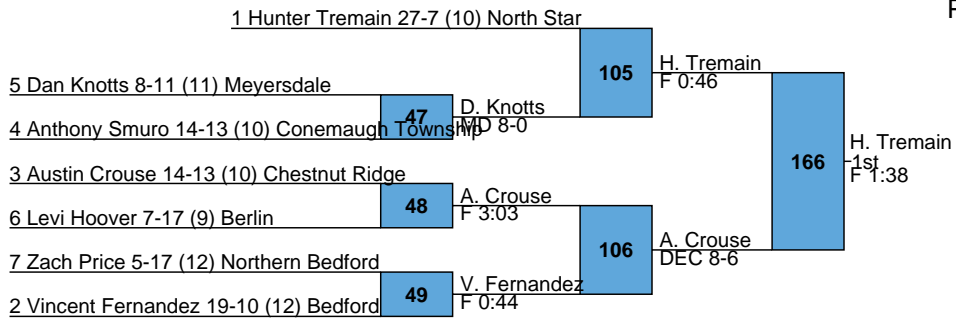 1 Hunter Tremain 27-7 (10) North Star
105
H. Tremain
F 0:46
5 Dan Knotts 8-11 (11) Meyersdale
47
D. Knotts
MD 8-0
4 Anthony Smuro 14-13 (10) Conemaugh Township
166
H. Tremain
1st
F 1:38
3 Austin Crouse 14-13 (10) Chestnut Ridge
48
A. Crouse
F 3:03
6 Levi Hoover 7-17 (9) Berlin
106
A. Crouse
DEC 8-6
7 Zach Price 5-17 (12) Northern Bedford
49
V. Fernandez
F 0:44
2 Vincent Fernandez 19-10 (12) Bedford